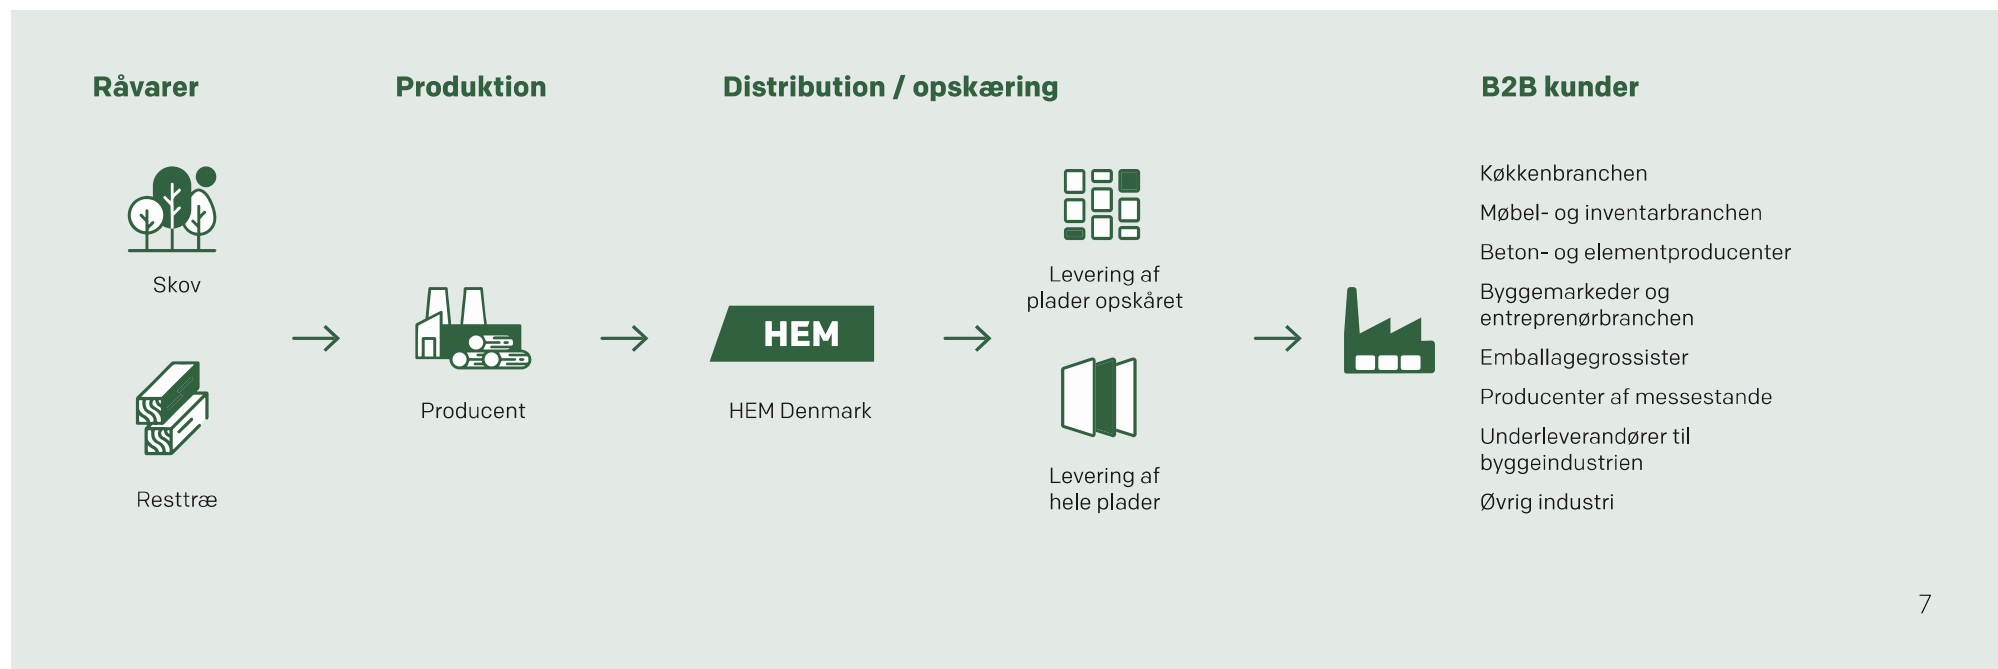 Råvarer
Produktion
Distribution / opskæring
B2B kunder
Skov
Resttræ
Producent
HEM
HEM Denmark
Levering af
plader opskåret
Levering af
hele plader
Køkkenbranchen
Møbel- og inventarbranchen
Beton- og elementproducenter
Byggemarkeder og
entreprenørbranchen
Emballagegrossister
Producenter af messestande
Underleverandører til
byggeindustrien
Øvrig industri
7